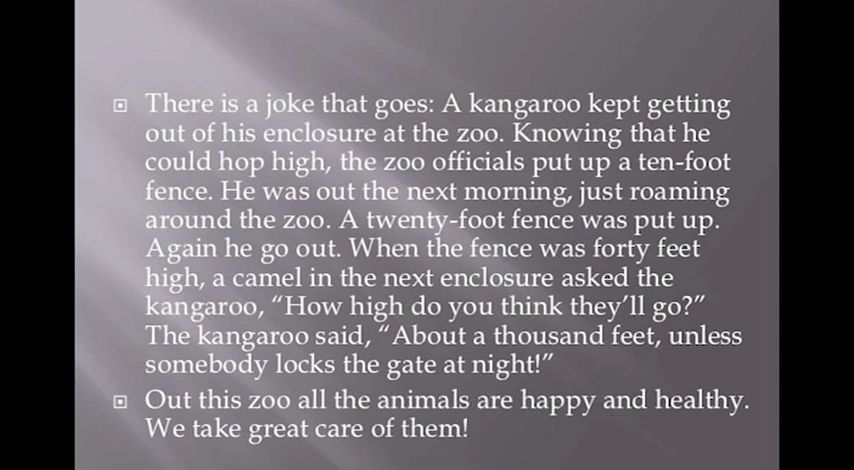 There is a joke that goes: A kangaroo kept getting
out of his enclosure at the zoo. Knowing that he
could hop high, the zoo officials put up a ten-foot
fence. He was out the next morning, just roaming
around the zoo. A twenty-foot fence was put up.
Again he go out. When the fence was forty feet
high, a camel in the next enclosure asked the
kangaroo, “How high do you think they’ll go?”
The kangaroo said, “About a thousand feet, unless
somebody locks the gate at night!”
Out this zoo all the animals are happy and healthy.
We take great care of them!